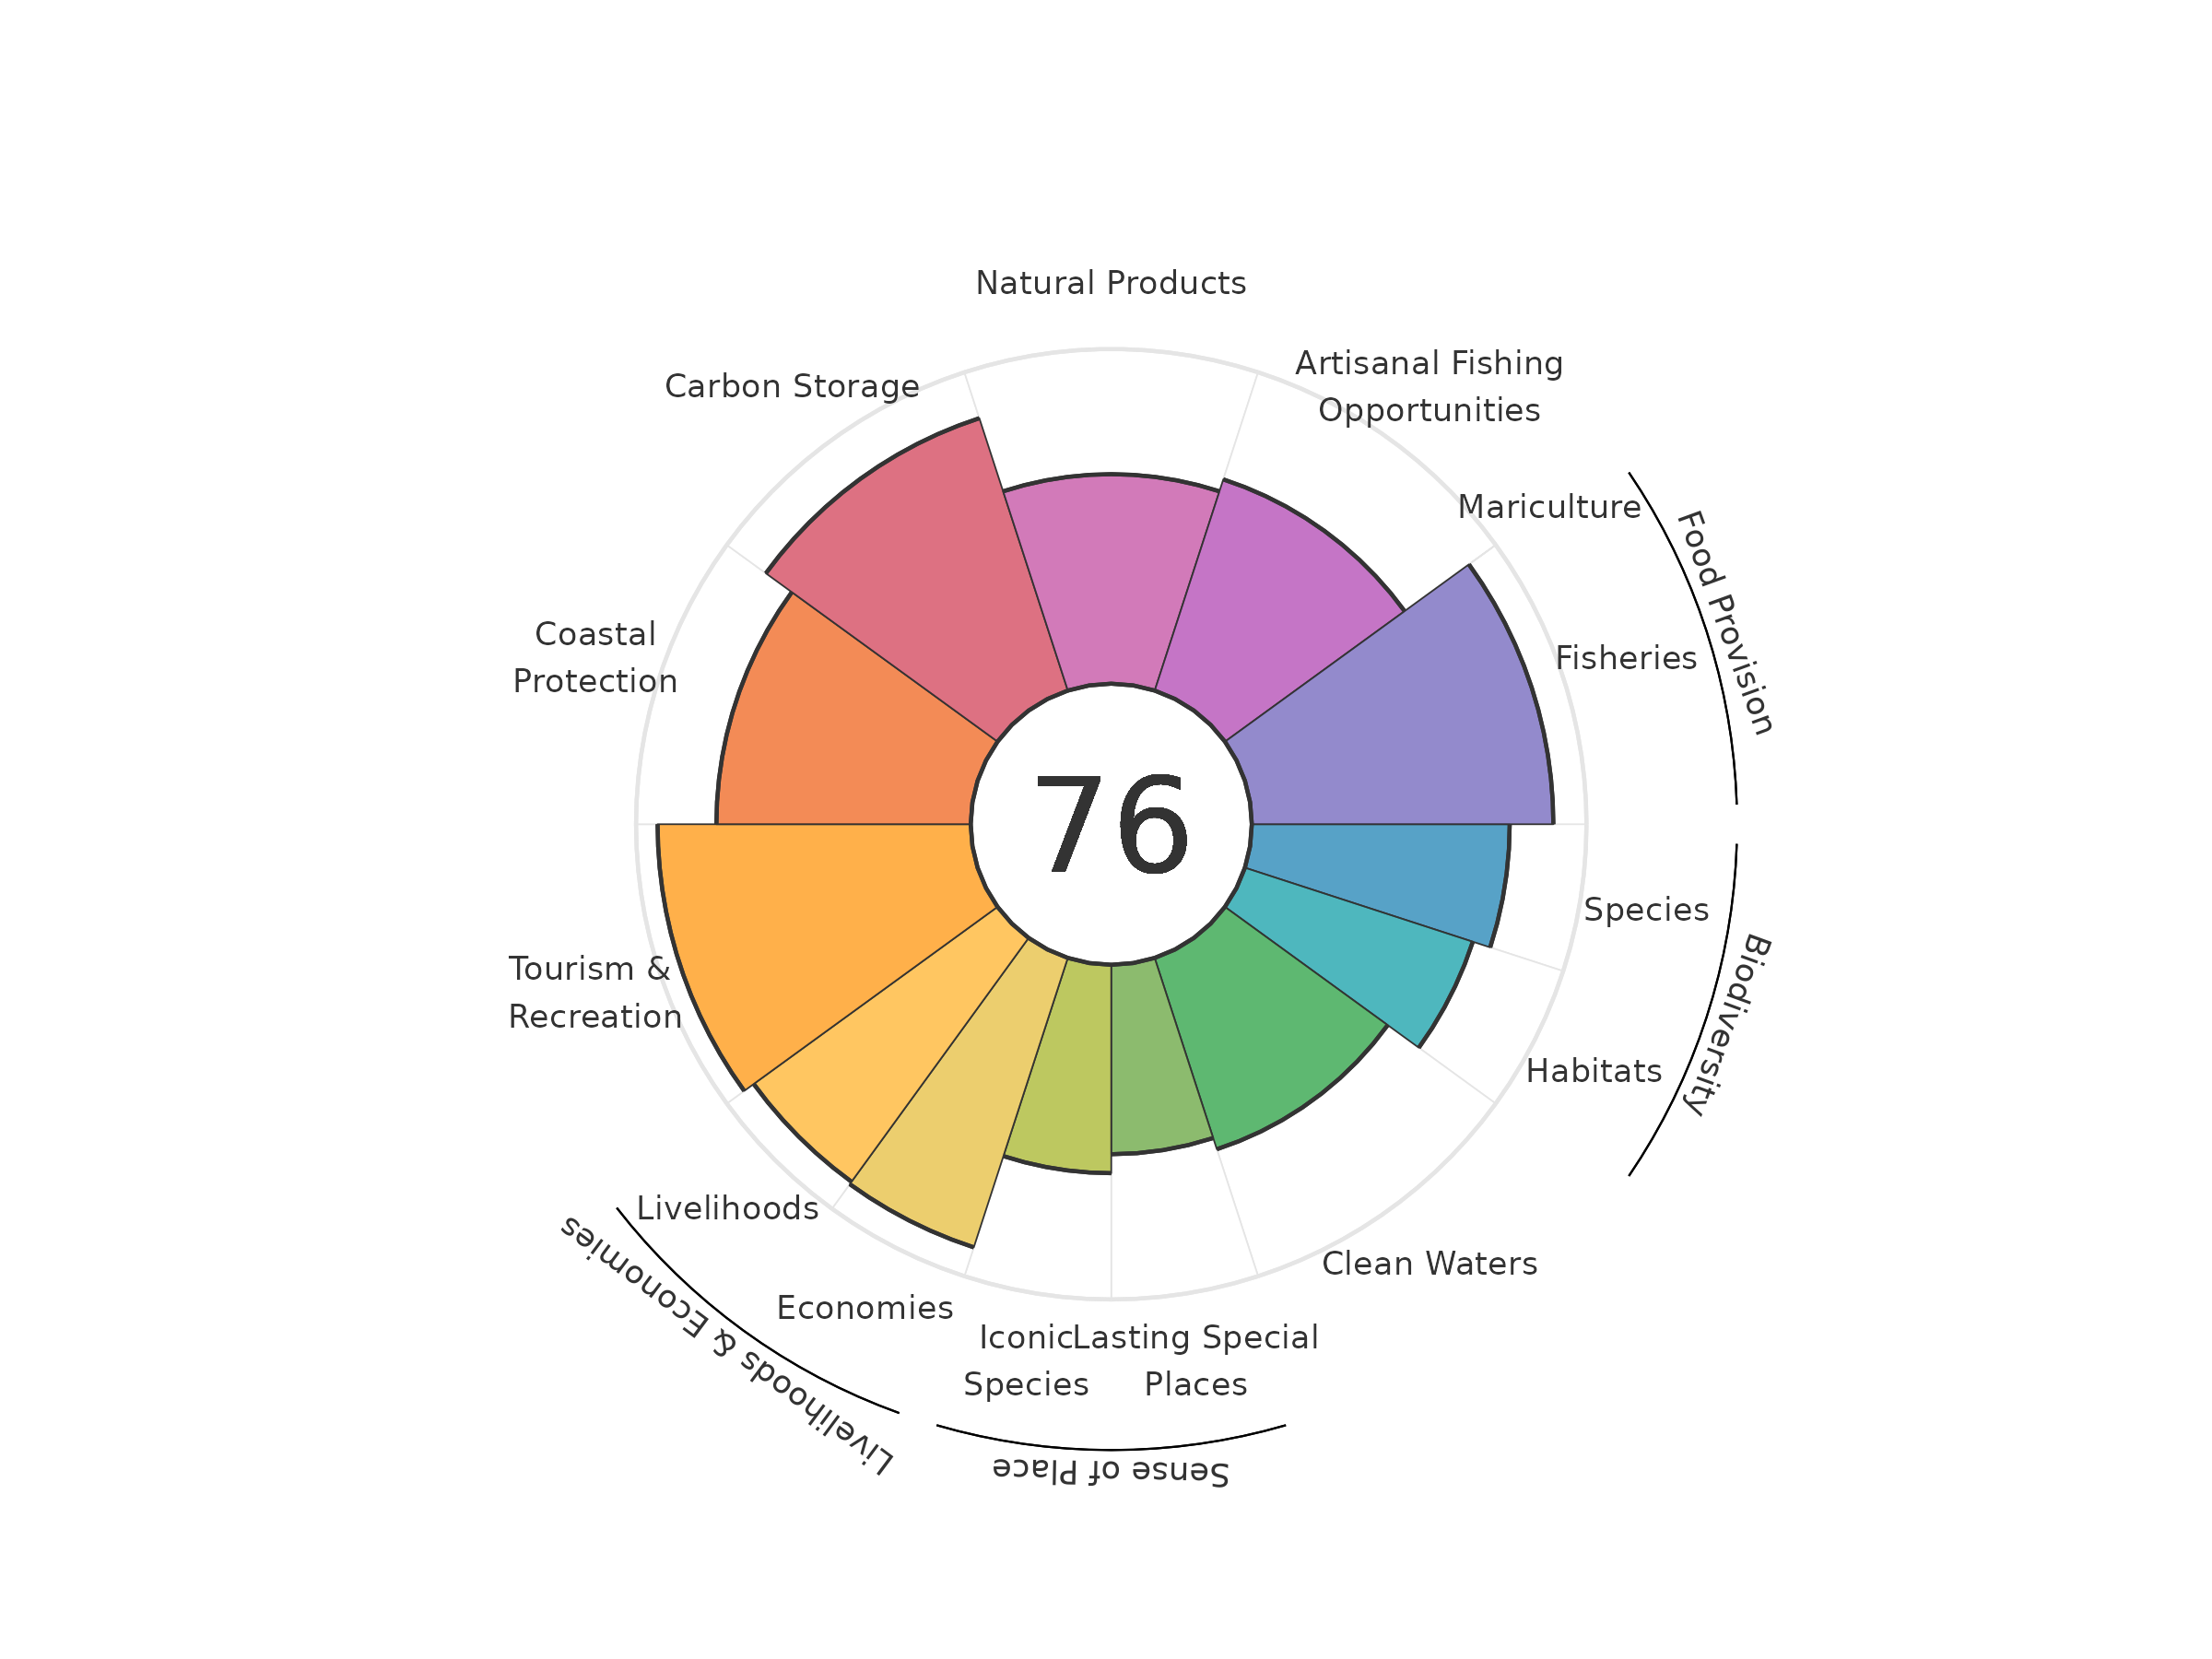 Natural Products
Carbon Storage
Artisanal Fishing
Opportunities
Mariculture
Food Provision
Coastal
Protection
Fisheries
76
Species
Biodiversity
Tourism &
Recreation
Habitats
Livelihoods
Livelihoods & Economies
Clean Waters
Economies
Iconic
Species
Lasting Special
Places
Sense of Place